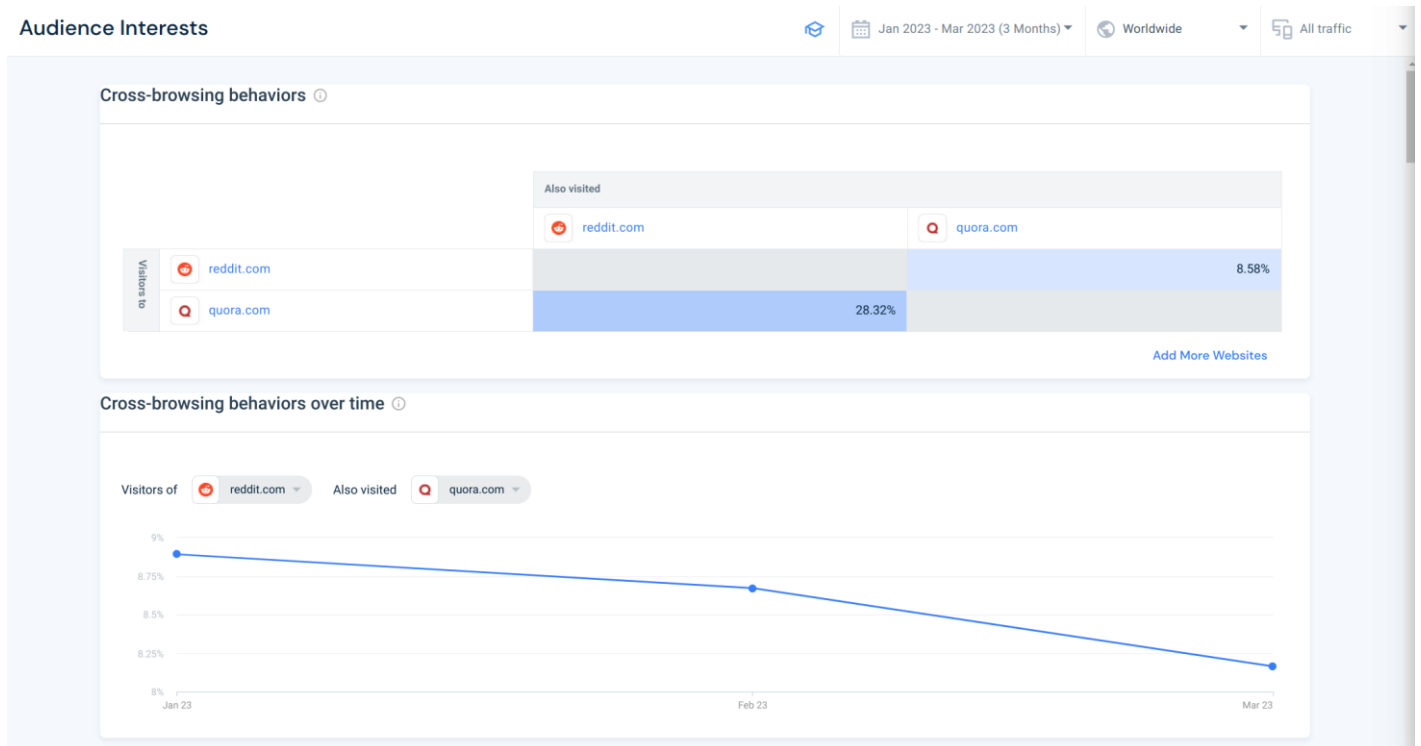 Audience Interests
Jan 2023 - Mar 2023 (3 Months)
Worldwide
All traffic
Cross-browsing behaviors
Also visited
reddit.com
quora.com
Visitors to
reddit.com
8.58%
quora.com
28.32%
Add More Websites
Cross-browsing behaviors over time
Visitors of reddit.com Also visited quora.com
9%
8.75%
8.5%
8.25%
8%
Jan 23
Feb 23
Mar 23